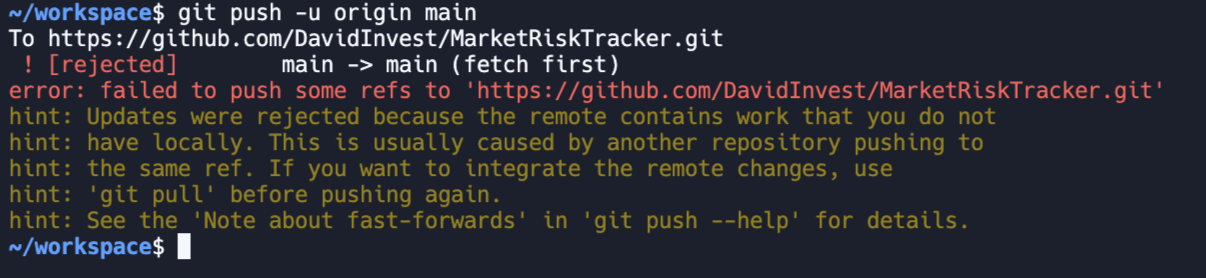 ~/workspace$ git push -u origin main
To https://github.com/DavidInvest/MarketRiskTracker.git
 ! [rejected]        main -> main (fetch first)
error: failed to push some refs to 'https://github.com/DavidInvest/MarketRiskTracker.git'
hint: Updates were rejected because the remote contains work that you do not
hint: have locally. This is usually caused by another repository pushing to
hint: the same ref. If you want to integrate the remote changes, use
hint: 'git pull' before pushing again.
hint: See the 'Note about fast-forwards' in 'git push --help' for details.
~/workspace$